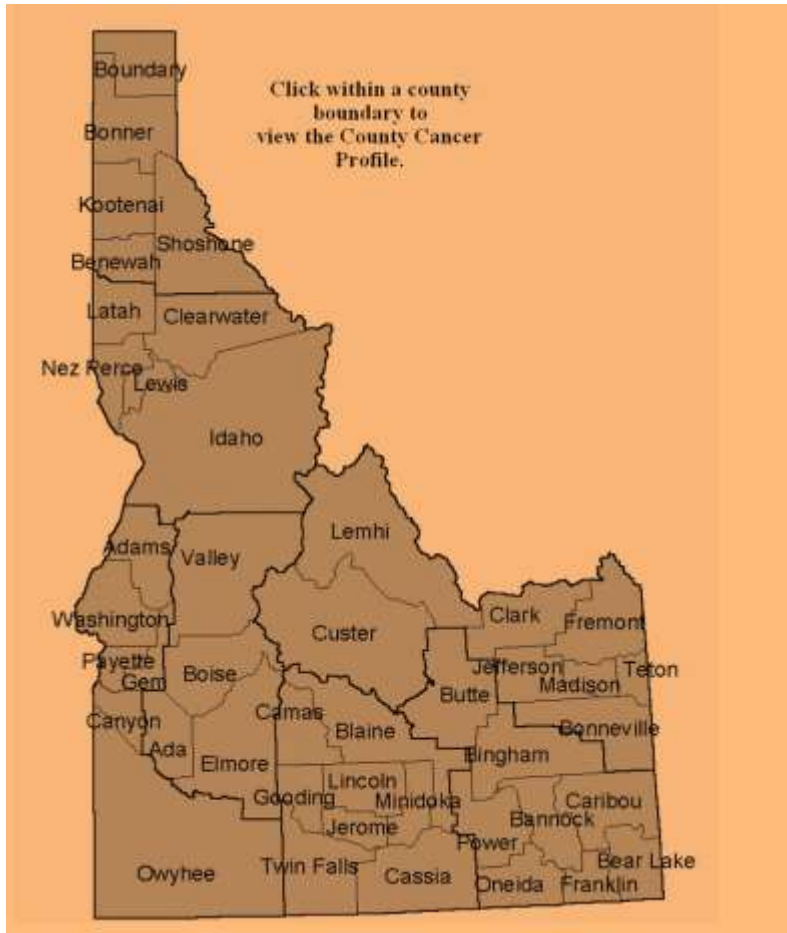 Boundary
Click within a county
boundary to
view the County Cancer
Profile.
Bonner
Kootenai
Shoshone
Benewah
Latah
Clearwater
Nez Perce
Lewis
Idaho
Lemhi
Adams
Valley
Clark
Washington
Fremont
Custer
Payette
Jefferson
Teton
Gem
Boise
Madison
Butte
Camas
Canyon
Blaine
Bonneville
Ada
Bingham
Elmore
Lincoln
Gooding
Minidoka
Caribou
Jerome
Bannock
Power
Twin Falls
Bear Lake
Owyhee
Cassia
Oneida
Franklin